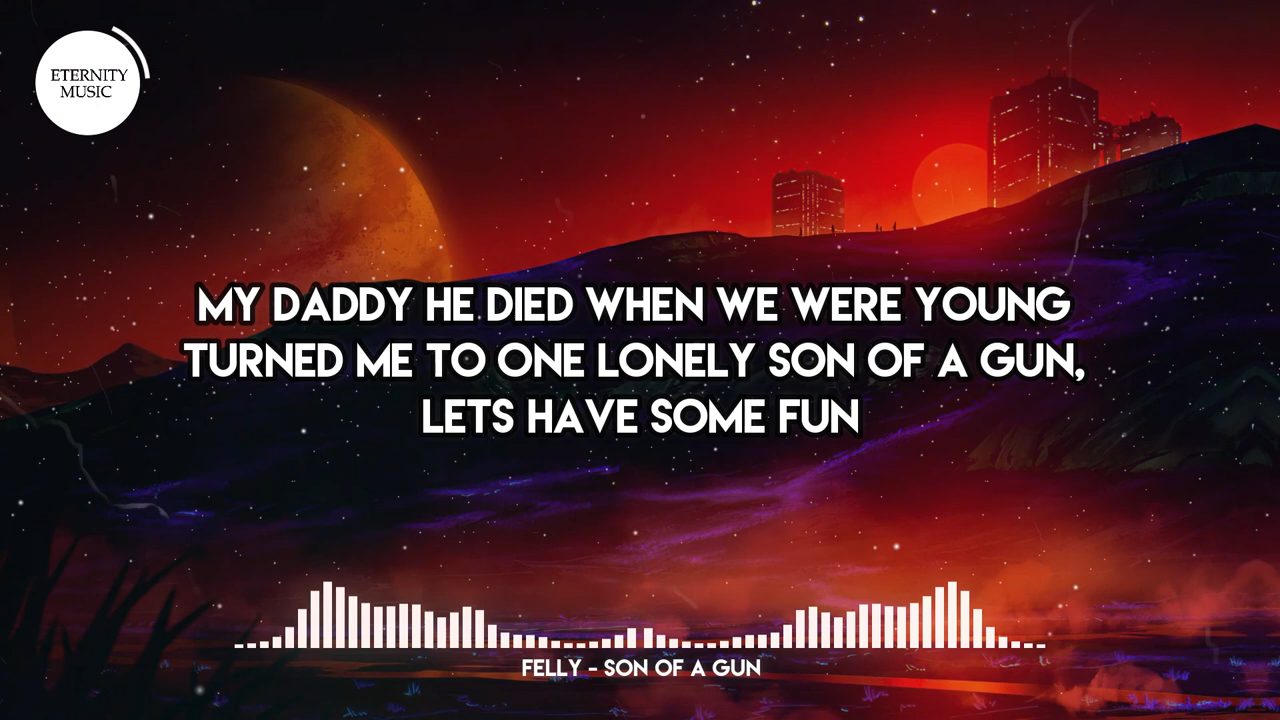 ETERNITY
MUSIC
MY DADDY HE DIED WHEN WE WERE YOUNG
TURNED ME TO ONE LONELY SON OF A GUN,
LETS HAVE SOME FUN
FELLY - SON OF A GUN